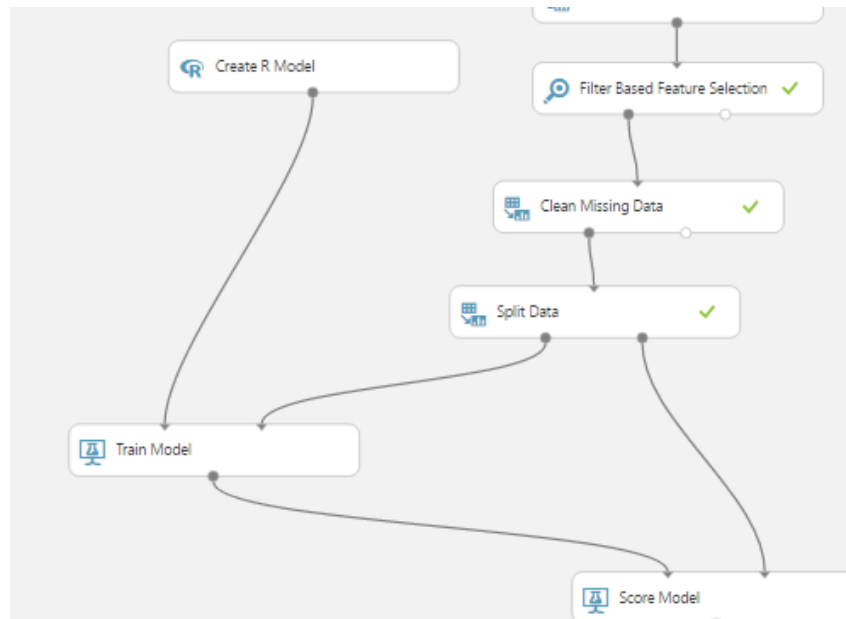 Create R Model
Filter Based Feature Selection
Clean Missing Data
Split Data
Train Model
Score Model